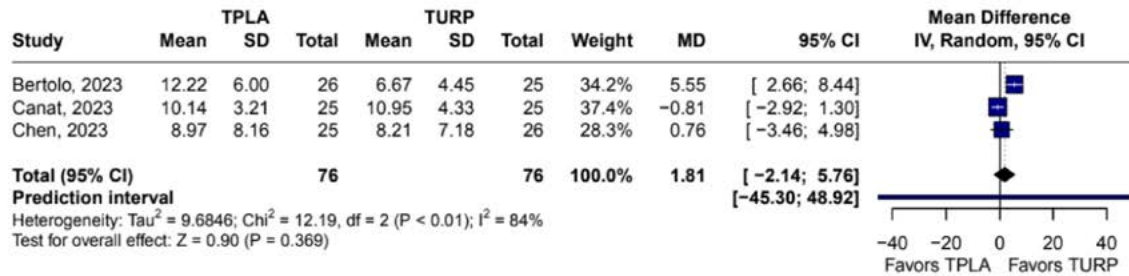 TPLA TURP Mean Difference
Study Mean SD Total Mean SD Total Weight MD 95% CI IV, Random, 95% CI
Bertolo, 2023 12.22 6.00 26 6.67 4.45 25 34.2% 5.55 [ 2.66; 8.44]
Canat, 2023 10.14 3.21 25 10.95 4.33 25 37.4% −0.81 [−2.92; 1.30]
Chen, 2023 8.97 8.16 25 8.21 7.18 26 28.3% 0.76 [−3.46; 4.98]
Total (95% CI) 76 76 100.0% 1.81 [−2.14; 5.76]
Prediction interval [−45.30; 48.92]
Heterogeneity: Tau² = 9.6846; Chi² = 12.19, df = 2 (P < 0.01); I² = 84%
Test for overall effect: Z = 0.90 (P = 0.369)
−40 −20 0 20 40
Favors TPLA Favors TURP